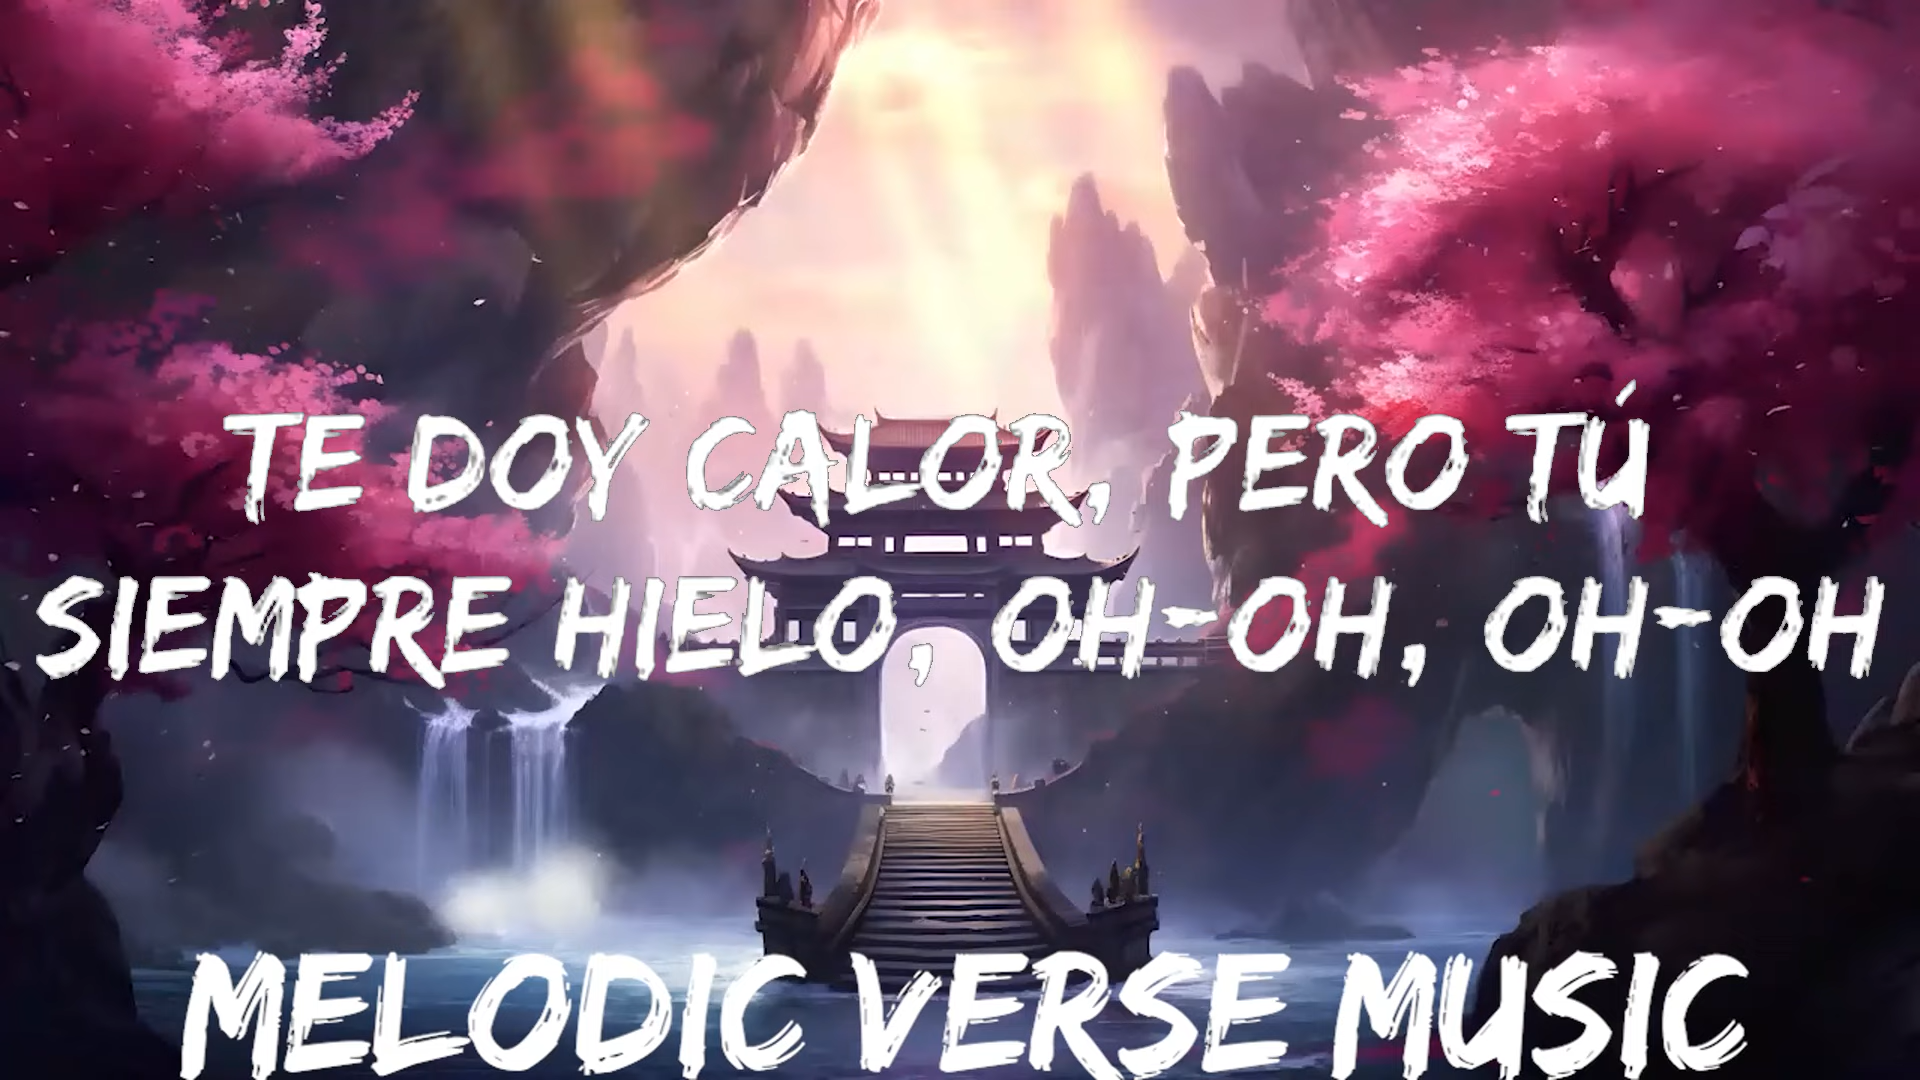 TE DOY CALOR, PERO TÚ
SIEMPRE HIELO, OH-OH, OH-OH
MELODIC VERSE MUSIC